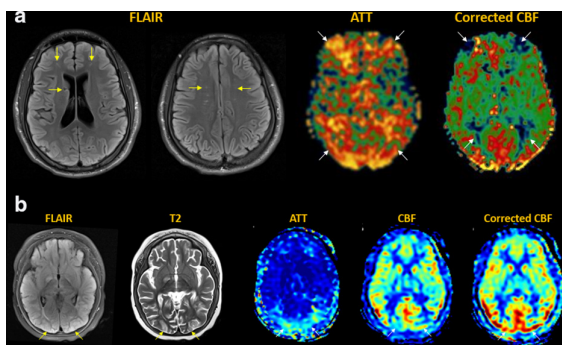 a
FLAIR
ATT
Corrected CBF
b
FLAIR
T2
ATT
CBF
Corrected CBF